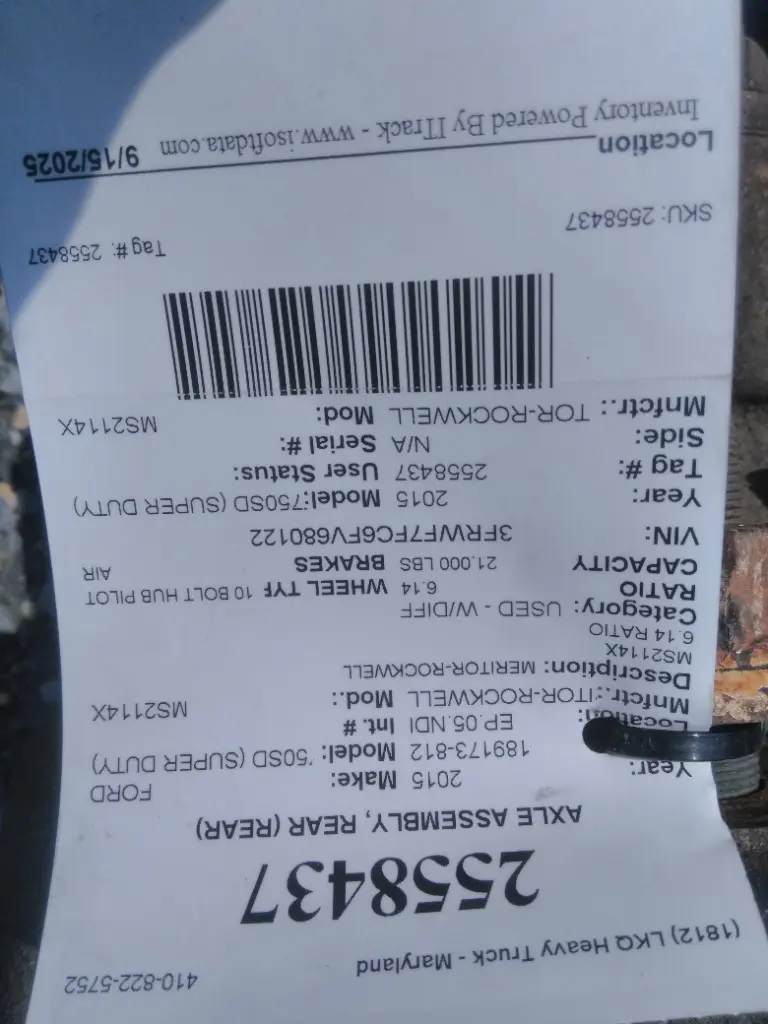 (1812) LKQ Heavy Truck - Maryland 410-822-5752
2558437
AXLE ASSEMBLY, REAR (REAR)
Year: 2015 Make: FORD
189173-812 Model: '50SD (SUPER DUTY)
Location: EP.05.NDI Int. #
Mnfctr.: ITOR-ROCKWELL Mod.: MS2114X
Description: MERITOR-ROCKWELL
MS2114X
6.14 RATIO
Category: USED - W/DIFF
RATIO 6.14 WHEEL TYF 10 BOLT HUB PILOT
CAPACITY 21.000 LBS BRAKES AIR
VIN: 3FRWF7FC6FV680122
Year: 2015 Model: 750SD (SUPER DUTY)
Tag #: 2558437 User Status:
Side: N/A Serial #:
Mnfctr.: TOR-ROCKWELL Mod: MS2114X
SKU: 2558437 Tag #: 2558437
Location 9/15/2025
Inventory Powered By ITrack - www.isoftdata.com